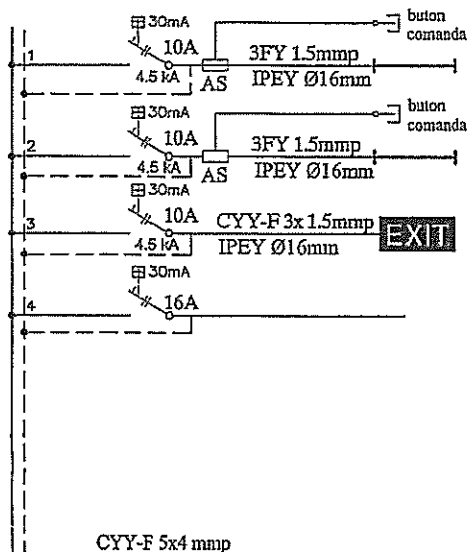 30mA
buton
comanda
1
10A
3FY 1.5mmp
4.5 kA
AS
IPEY Ø16mm
30mA
buton
comanda
2
10A
3FY 1.5mmp
4.5 kA
AS
IPEY Ø16mm
30mA
3
10A
CYY-F 3x 1.5mmp
EXIT
4.5 kA
IPEY Ø16mm
30mA
4
16A
CYY-F 5x4 mmp